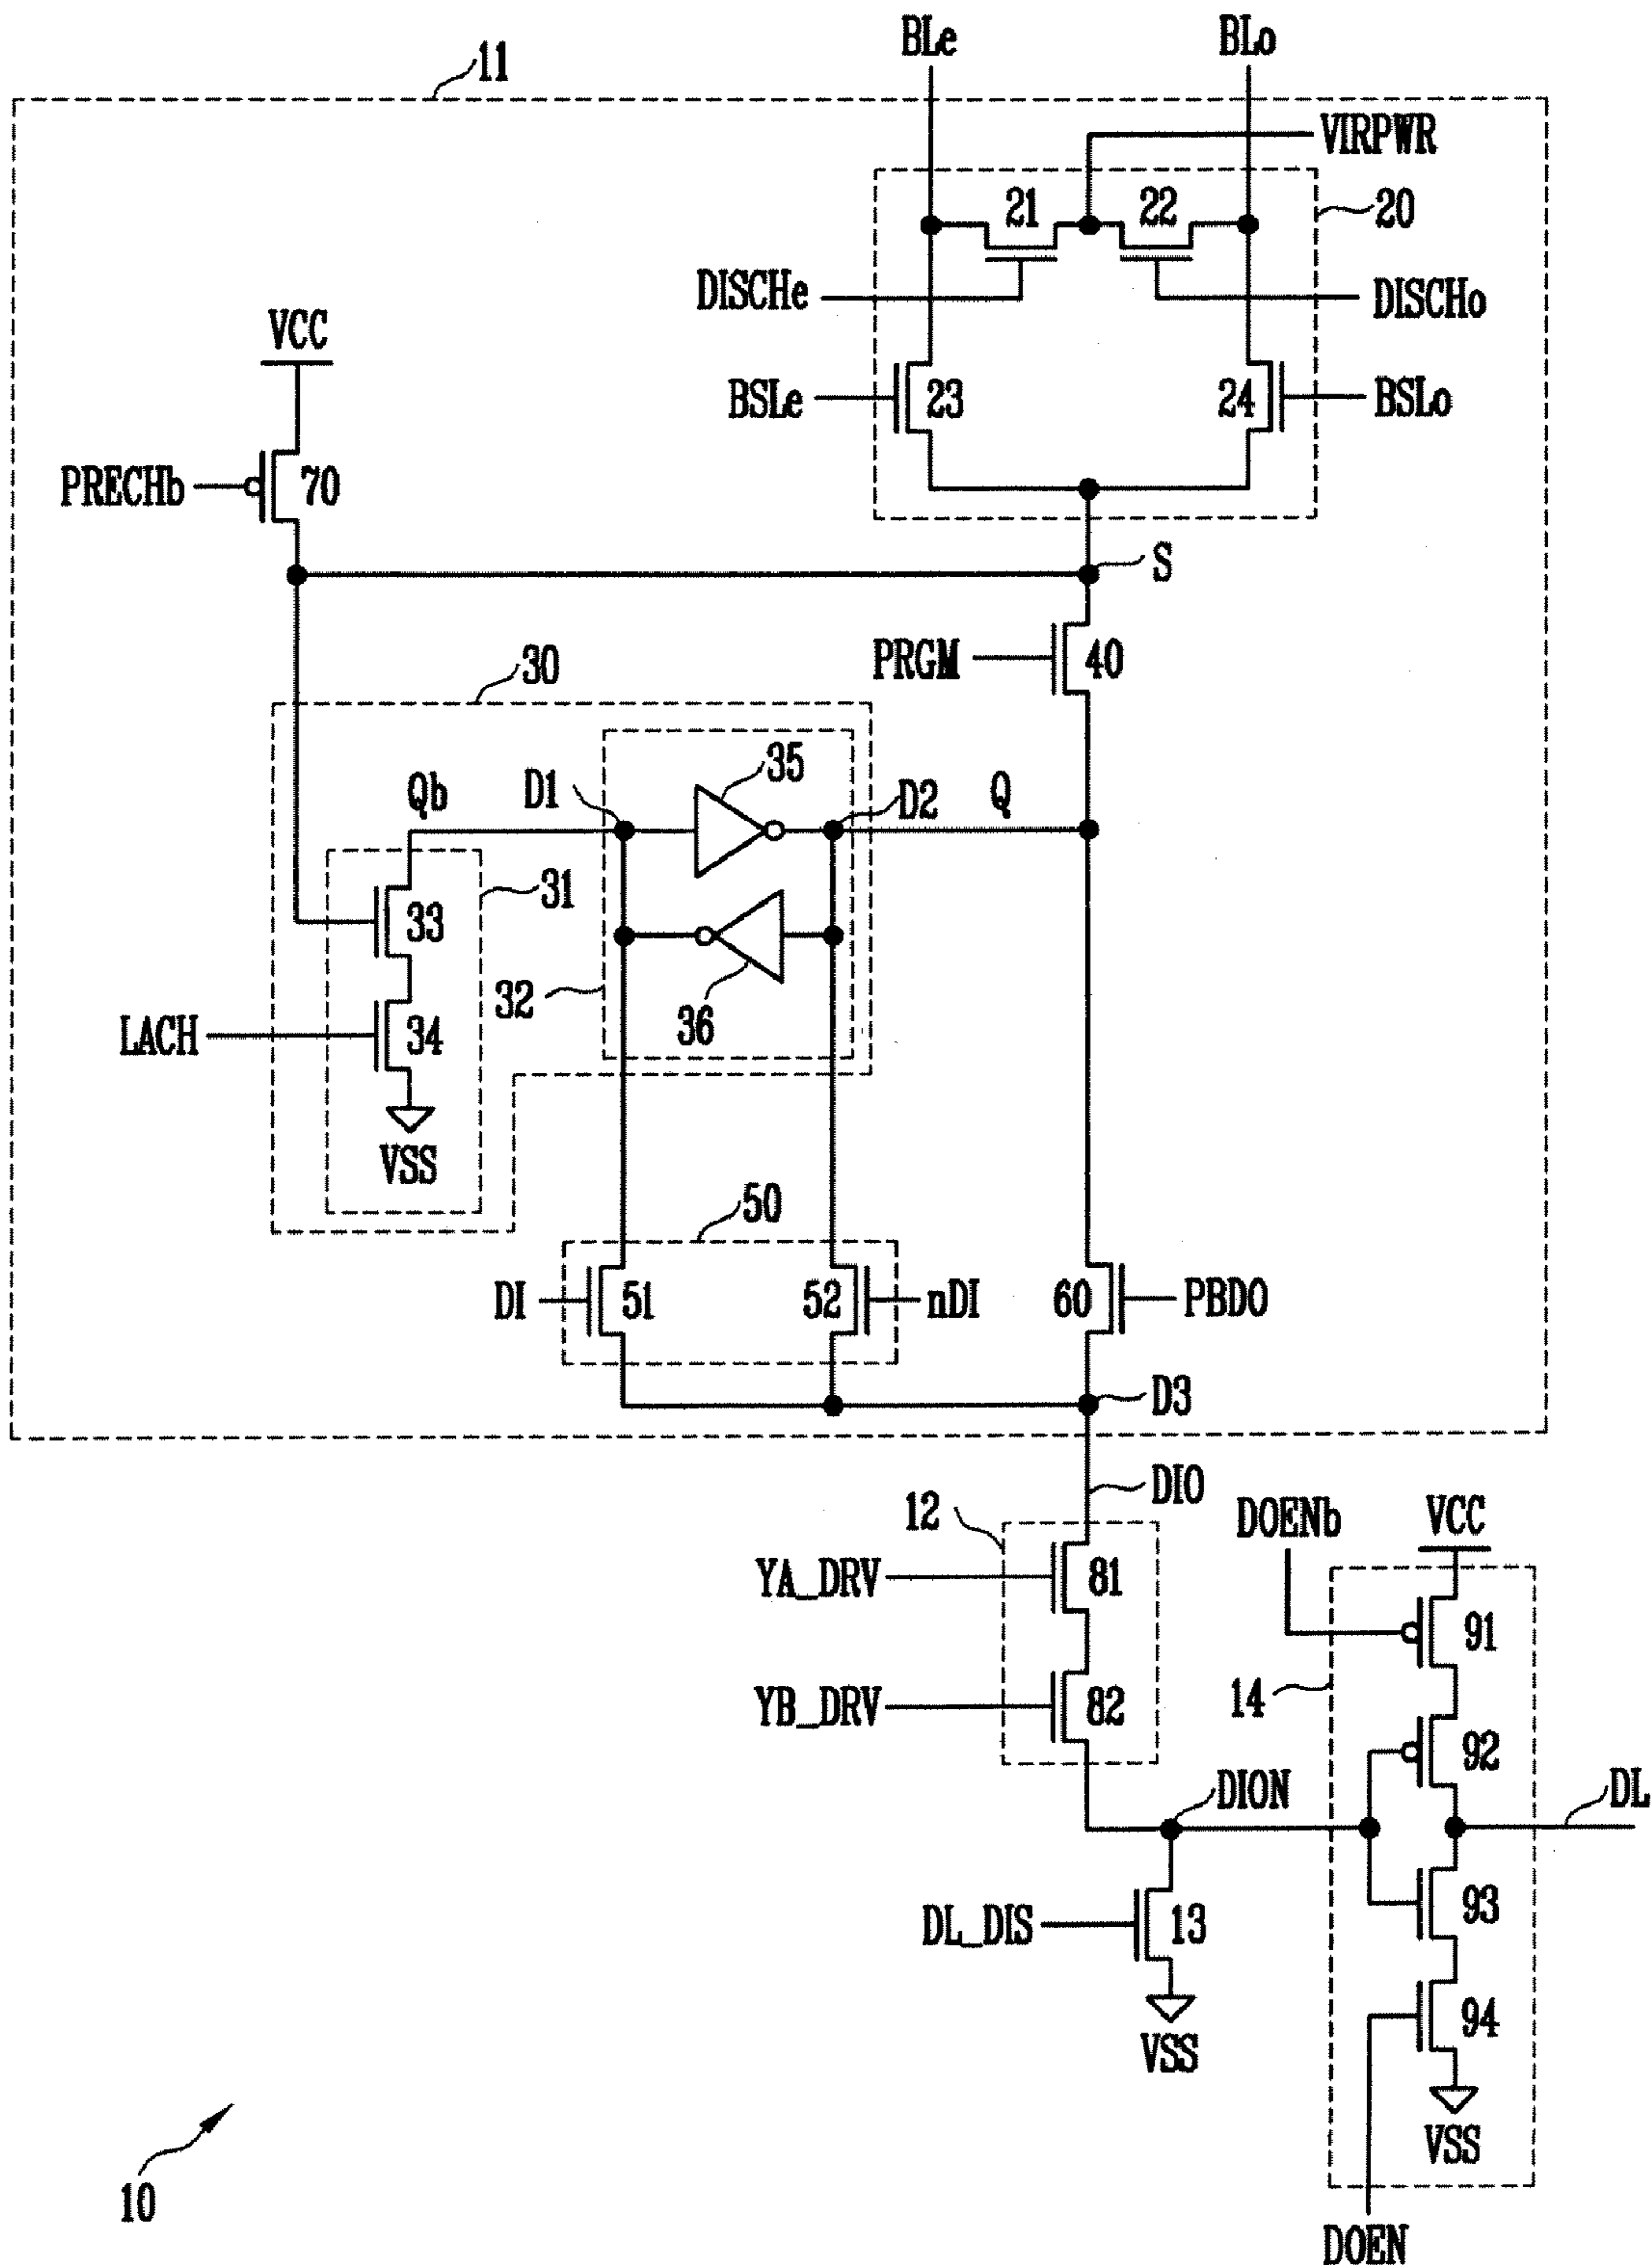 BLe
BLo
11
VIRPWR
21
22
20
DISCHe
DISCHo
VCC
BSLe
23
24
BSLo
PRECHb
70
S
30
PRGM
40
35
Qb
D1
D2
Q
31
33
32
36
LACH
34
VSS
50
DI
51
52
nDI
60
PBDO
D3
DIO
12
DOENb
VCC
YA_DRV
81
91
14
YB_DRV
82
92
DION
DL
DL_DIS
13
93
94
VSS
VSS
10
DOEN